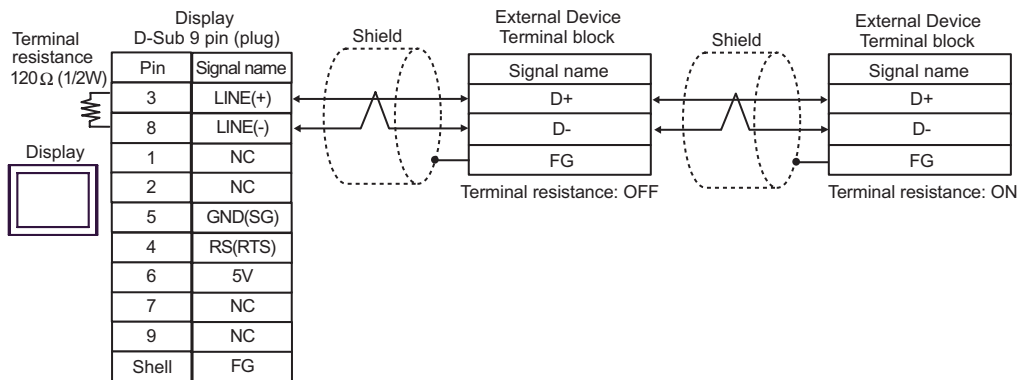 Display
D-Sub 9 pin (plug)
Terminal
resistance
120Ω (1/2W)
Pin Signal name
3 LINE(+)
8 LINE(-)
1 NC
2 NC
5 GND(SG)
4 RS(RTS)
6 5V
7 NC
9 NC
Shell FG
Display
Shield
External Device
Terminal block
Signal name
D+
D-
FG
Terminal resistance: OFF
Shield
External Device
Terminal block
Signal name
D+
D-
FG
Terminal resistance: ON